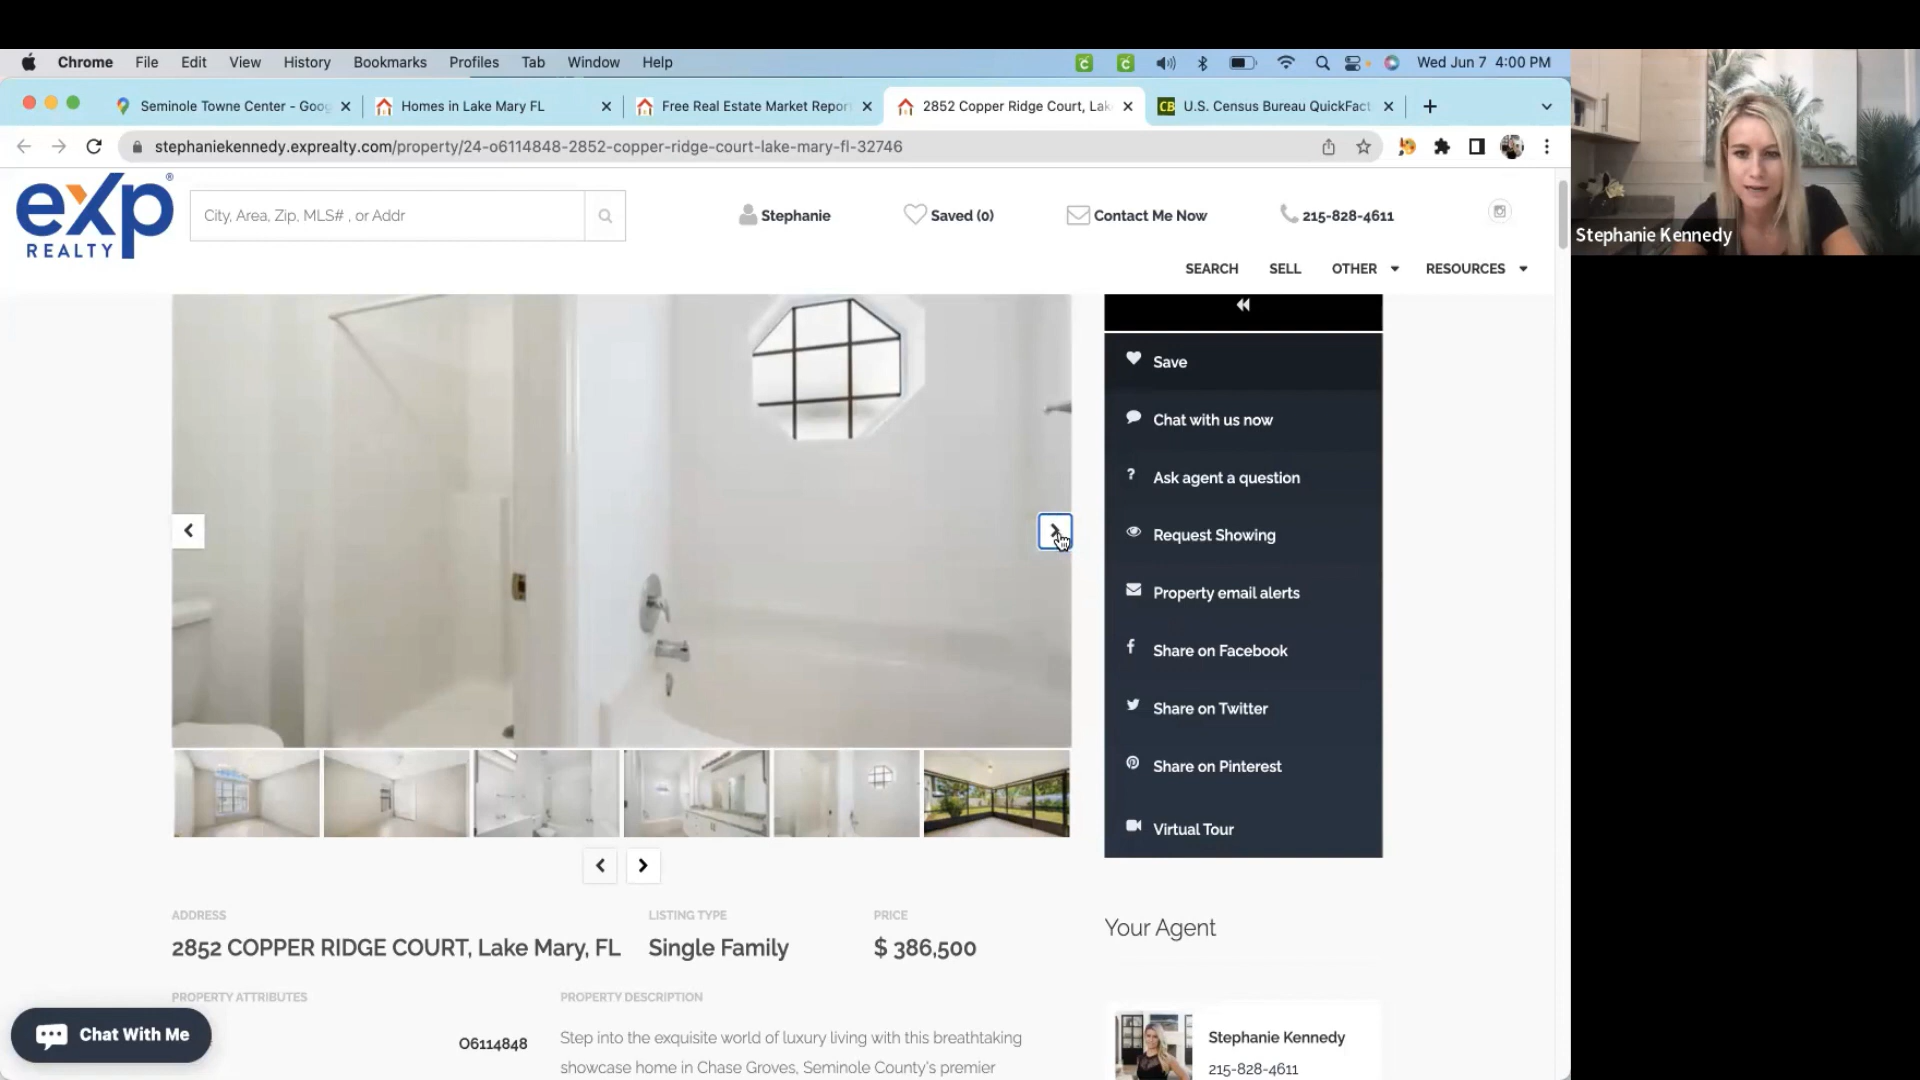 Chrome File Edit View History Bookmarks Profiles Tab Window Help Wed Jun 7 4:00 PM
Seminole Towne Center - Goog Homes in Lake Mary FL Free Real Estate Market Report 2852 Copper Ridge Court, Lak CB U.S. Census Bureau QuickFact
stephaniekennedy.exprealty.com/property/24-o6114848-2852-copper-ridge-court-lake-mary-fl-32746
Stephanie Kennedy
eXp®
REALTY
City, Area, Zip, MLS# , or Addr
Stephanie Saved (0) Contact Me Now 215-828-4611
SEARCH SELL OTHER RESOURCES
Save
Chat with us now
Ask agent a question
Request Showing
Property email alerts
Share on Facebook
Share on Twitter
Share on Pinterest
Virtual Tour
ADDRESS LISTING TYPE PRICE
2852 COPPER RIDGE COURT, Lake Mary, FL Single Family $ 386,500
PROPERTY ATTRIBUTES PROPERTY DESCRIPTION
O6114848
Step into the exquisite world of luxury living with this breathtaking
showcase home in Chase Groves, Seminole County's premier
Your Agent
Stephanie Kennedy
215-828-4611
Chat With Me